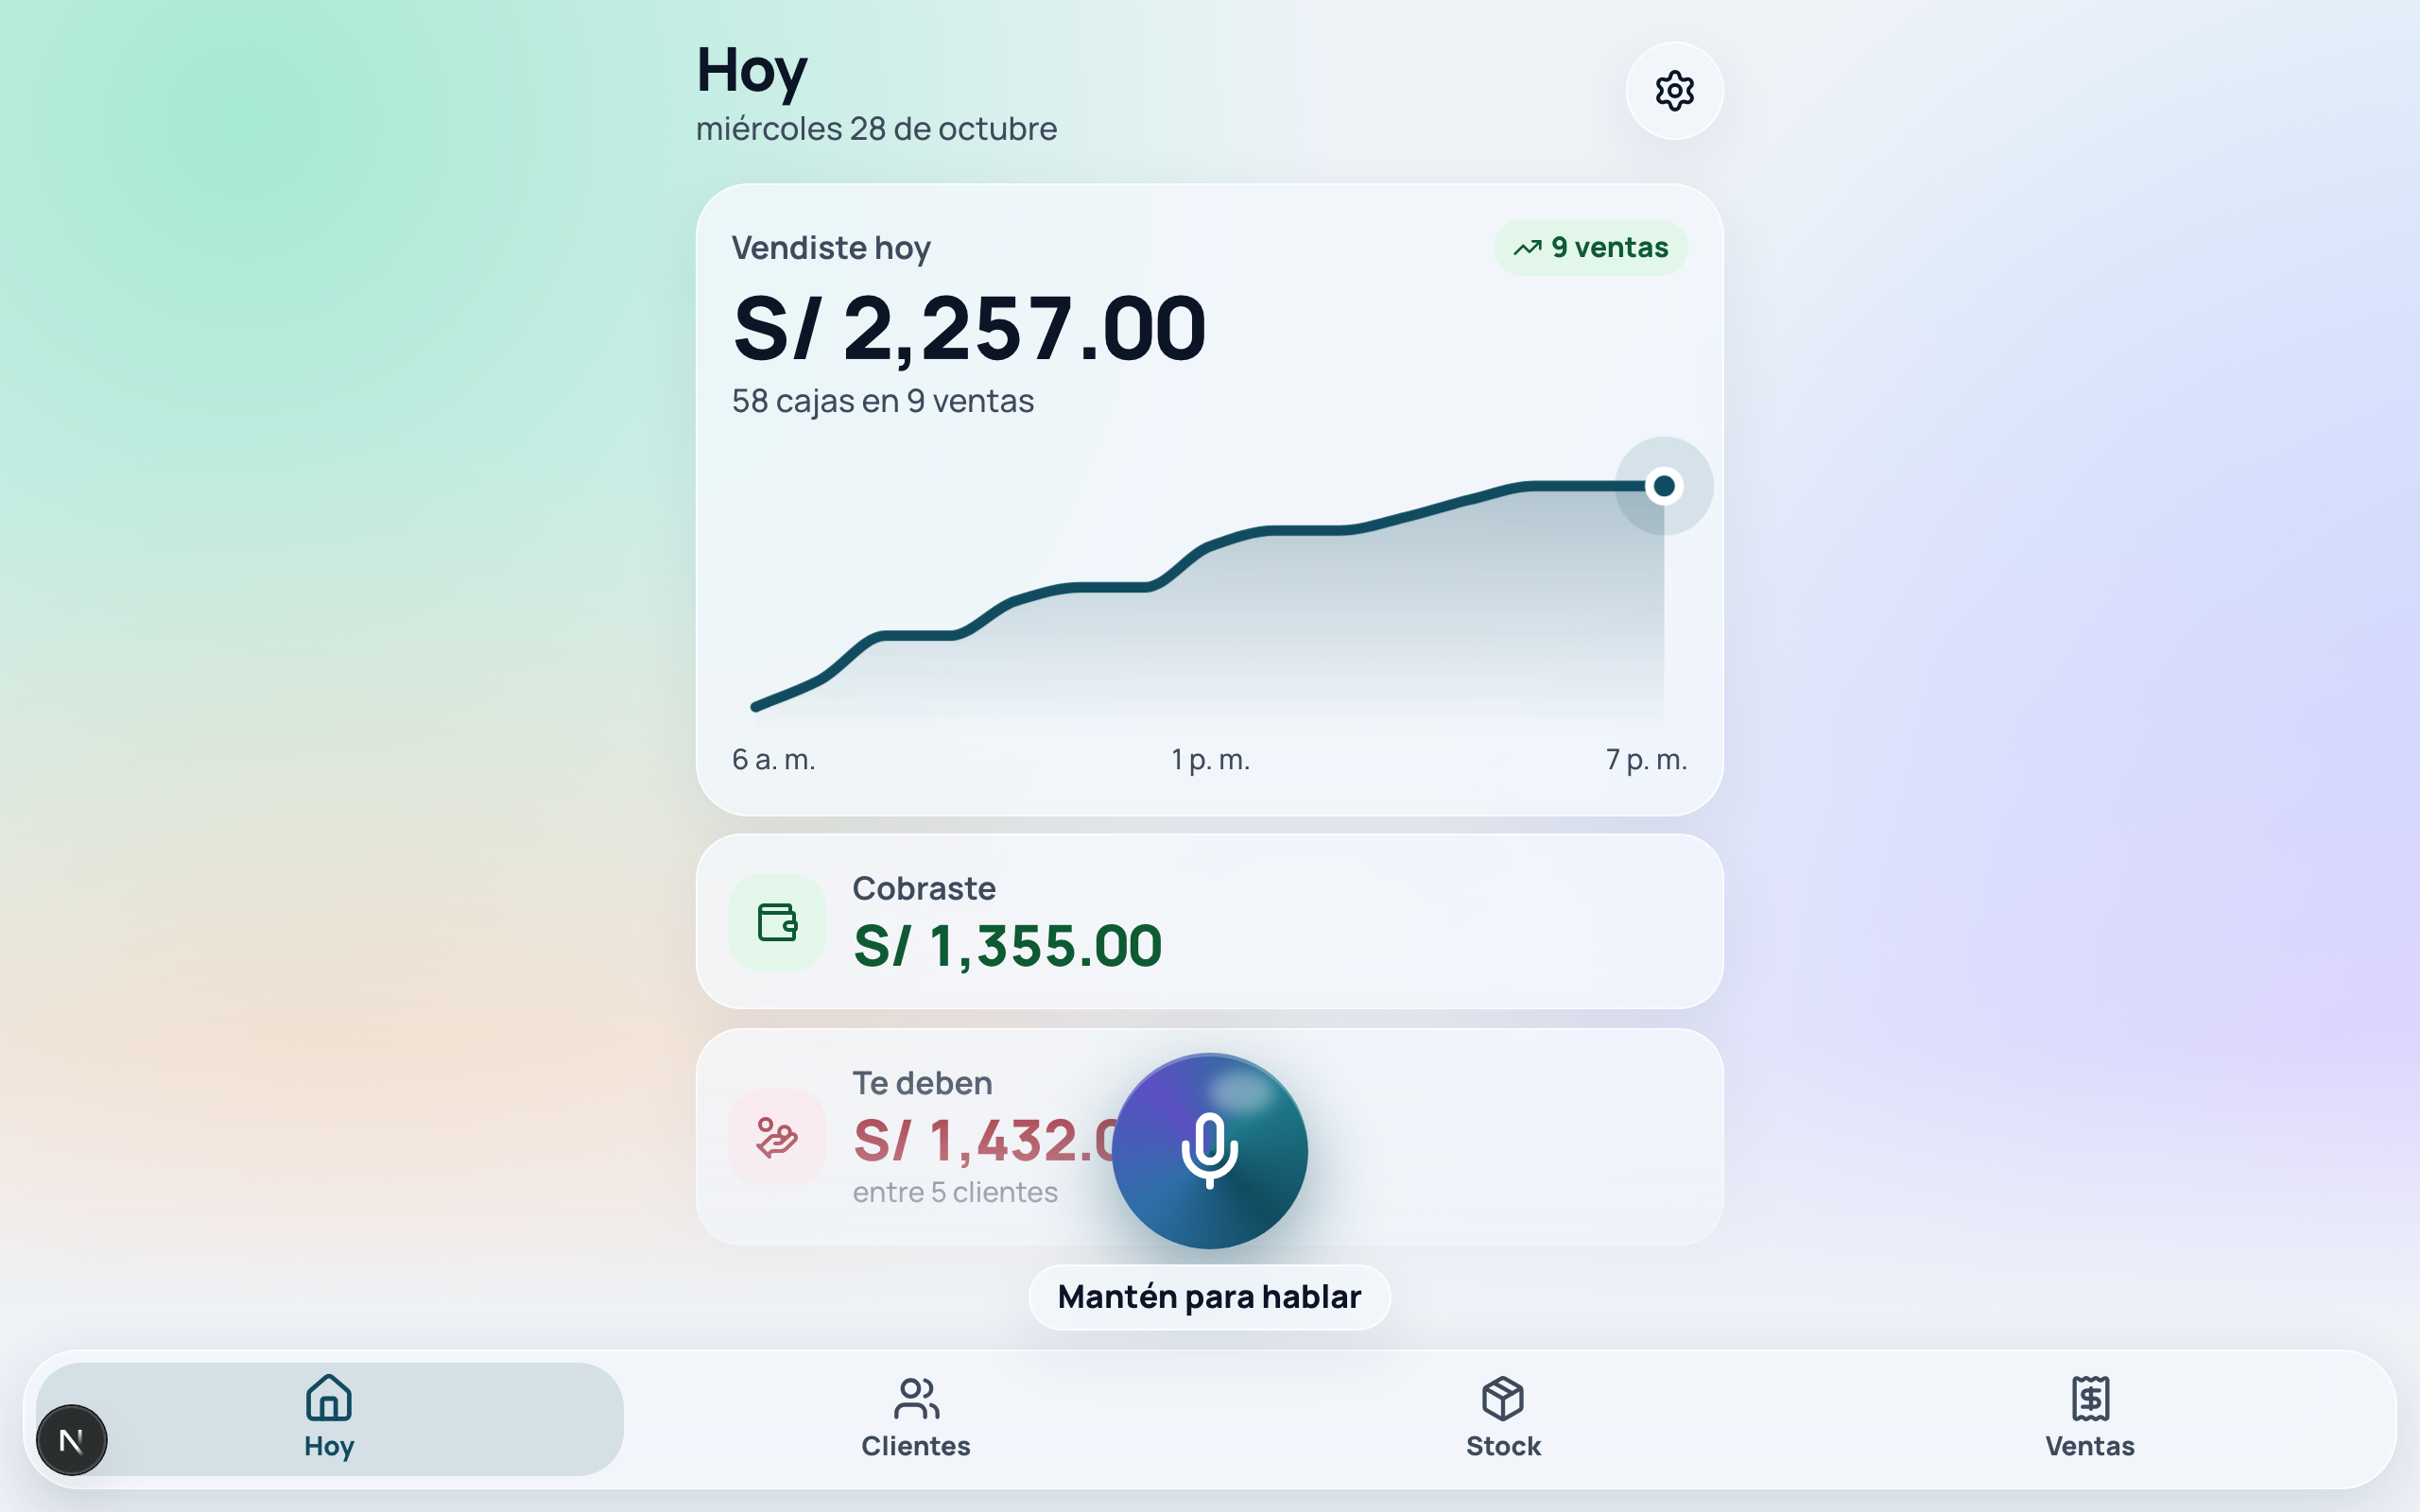 Hoy
miércoles 28 de octubre
Vendiste hoy
9 ventas
S/ 2,257.00
58 cajas en 9 ventas
6 a. m.
1 p. m.
7 p. m.
Cobraste
S/ 1,355.00
Te deben
S/ 1,432.
entre 5 clientes
Mantén para hablar
N
Hoy
Clientes
Stock
Ventas